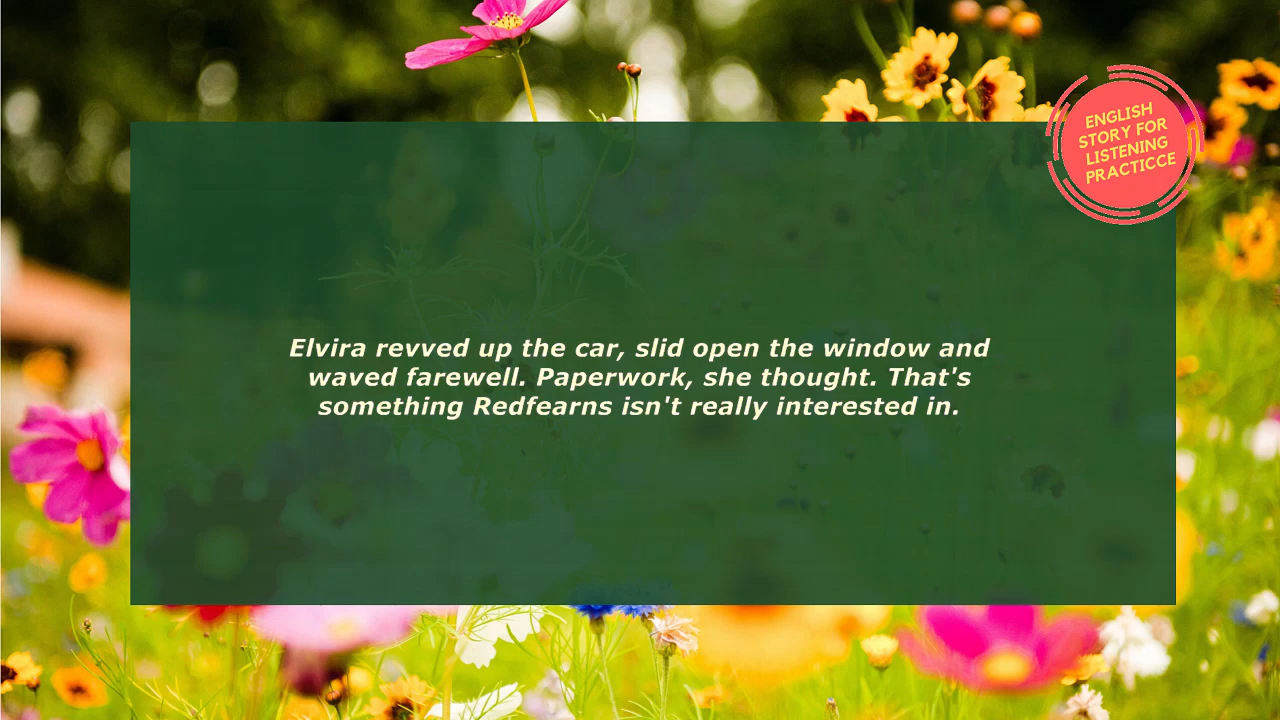 ENGLISH
STORY FOR
LISTENING
PRACTICCE
Elvira revved up the car, slid open the window and
waved farewell. Paperwork, she thought. That's
something Redfearns isn't really interested in.